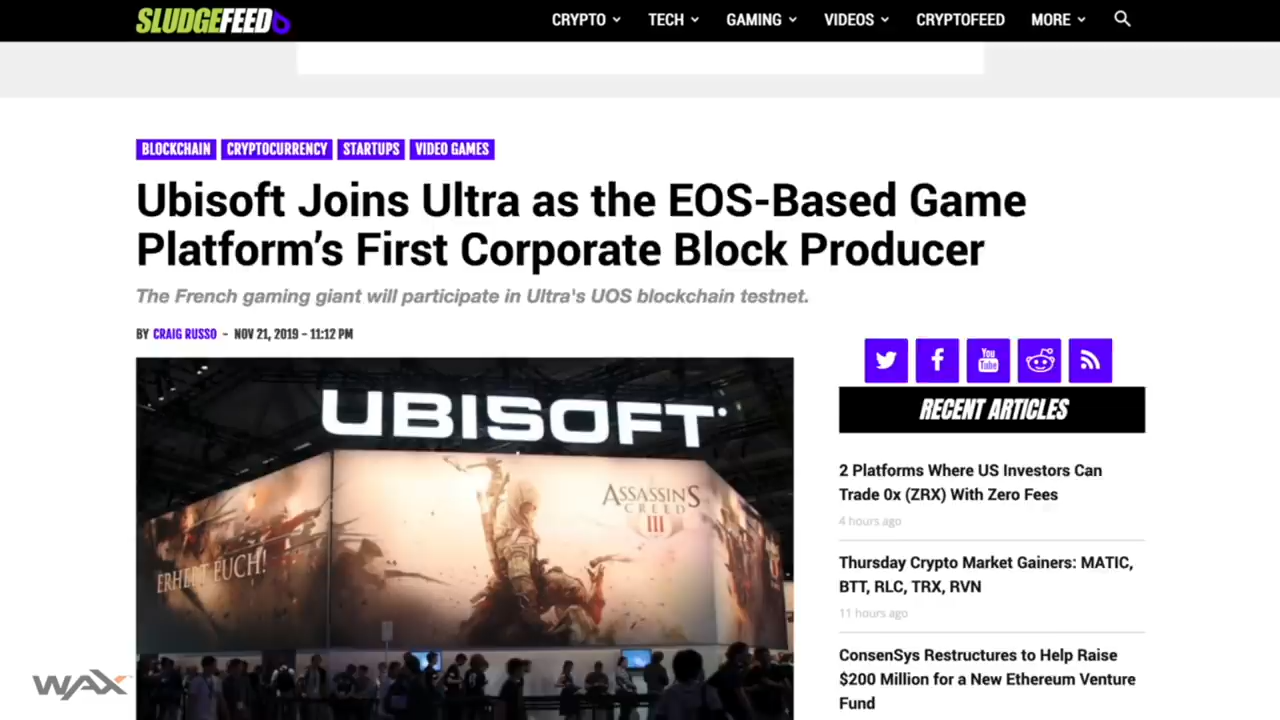 SLUDGEFEED
CRYPTO TECH GAMING VIDEOS CRYPTOFEED MORE
BLOCKCHAIN CRYPTOCURRENCY STARTUPS VIDEO GAMES
Ubisoft Joins Ultra as the EOS-Based Game
Platform's First Corporate Block Producer
The French gaming giant will participate in Ultra's UOS blockchain testnet.
BY CRAIG RUSSO - NOV 21, 2019 - 11:12 PM
UBISOFT
ASSASSIN'S
CREED
III
ERHEBT EUCH!
You
Tube
RECENT ARTICLES
2 Platforms Where US Investors Can
Trade 0x (ZRX) With Zero Fees
4 hours ago
Thursday Crypto Market Gainers: MATIC,
BTT, RLC, TRX, RVN
11 hours ago
ConsenSys Restructures to Help Raise
$200 Million for a New Ethereum Venture
Fund
WAX